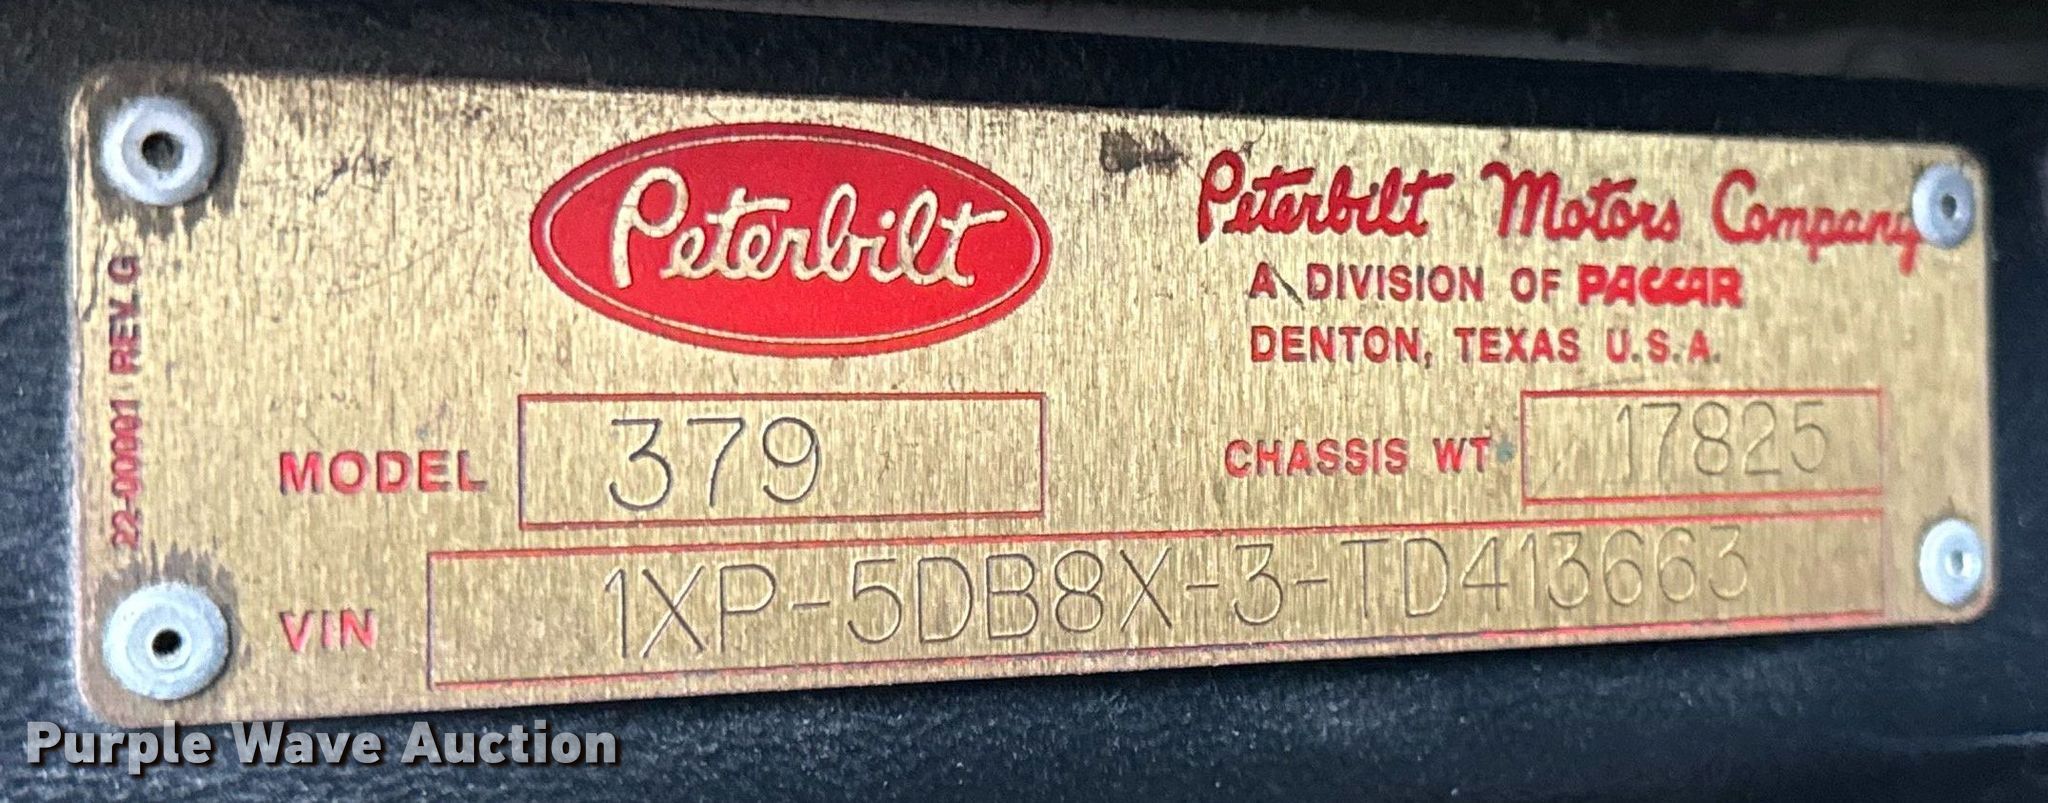 Peterbilt
Peterbilt Motors Company
A DIVISION OF PACCAR
DENTON, TEXAS U.S.A.
22-00001 REV.G
MODEL 379
CHASSIS WT 17825
VIN 1XP-5DB8X-3-TD413663
Purple Wave Auction